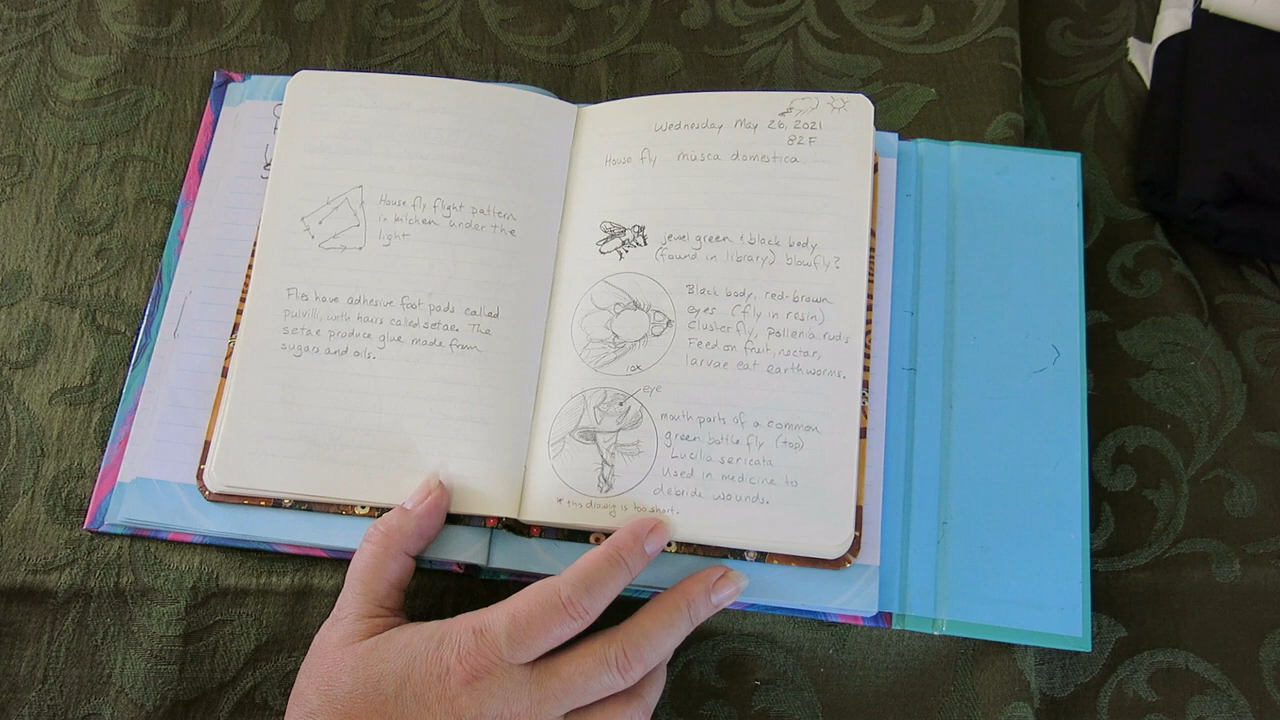 House fly flight pattern
in kitchen under the
light
Flies have adhesive foot pads called
pulvilli, with hairs called setae. The
setae produce glue made from
sugars and oils.
Wednesday May 26, 2021
82 F
House fly musca domestica
jewel green & black body
(found in library) blowfly?
Black body, red-brown
eyes (fly in resin)
Cluster fly, pollenia rudis
Feed on fruit, nectar,
larvae eat earthworms.
10x
eye
mouth parts of a common
green bottle fly (top)
Lucilia sericata
Used in medicine to
debride wounds.
* this is too short.